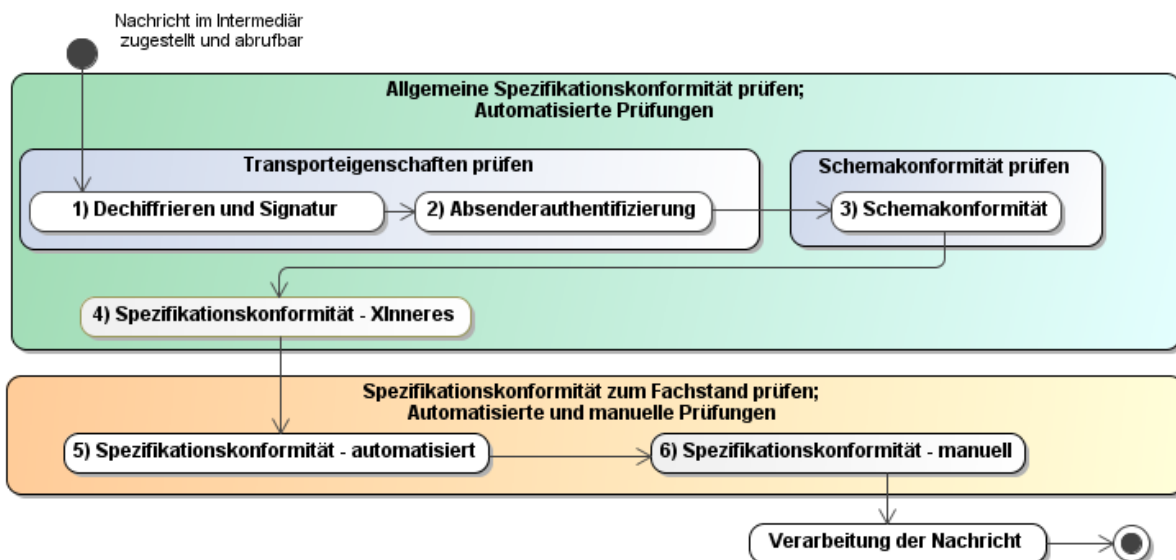 Nachricht im Intermediär
zugestellt und abrufbar
Allgemeine Spezifikationskonformität prüfen;
Automatisierte Prüfungen
Transporteigenschaften prüfen
Schemakonformität prüfen
1) Dechiffrieren und Signatur
2) Absenderauthentifizierung
3) Schemakonformität
4) Spezifikationskonformität - XInneres
Spezifikationskonformität zum Fachstand prüfen;
Automatisierte und manuelle Prüfungen
5) Spezifikationskonformität - automatisiert
6) Spezifikationskonformität - manuell
Verarbeitung der Nachricht